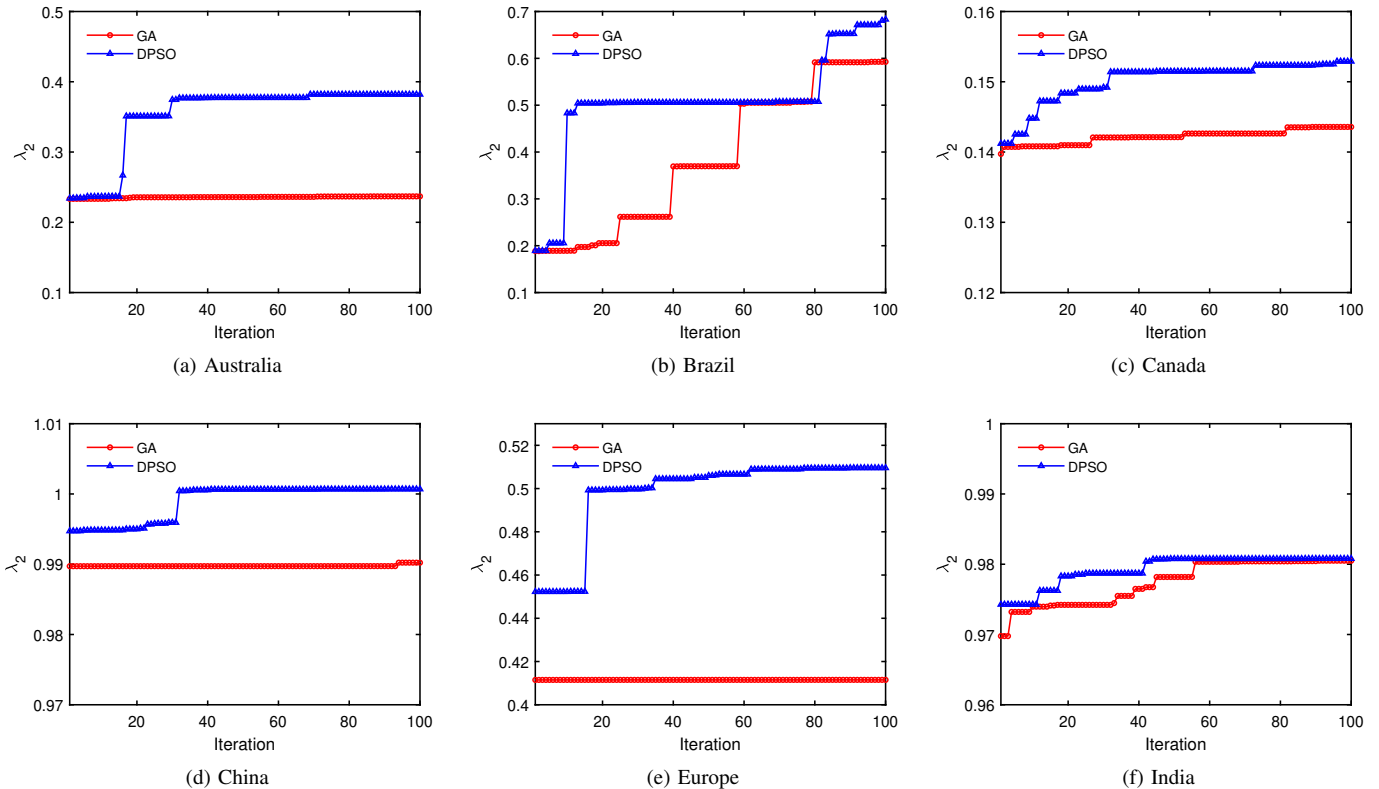 0.5
0.4
0.3
0.2
0.1
λ2
GA
DPSO
20 40 60 80 100
Iteration
(a) Australia
0.7
0.6
0.5
0.4
0.3
0.2
0.1
λ2
GA
DPSO
20 40 60 80 100
Iteration
(b) Brazil
0.16
0.15
0.14
0.13
0.12
λ2
GA
DPSO
20 40 60 80 100
Iteration
(c) Canada
1.01
1
0.99
0.98
0.97
λ2
GA
DPSO
20 40 60 80 100
Iteration
(d) China
0.52
0.5
0.48
0.46
0.44
0.42
0.4
λ2
GA
DPSO
20 40 60 80 100
Iteration
(e) Europe
1
0.99
0.98
0.97
0.96
λ2
GA
DPSO
20 40 60 80 100
Iteration
(f) India